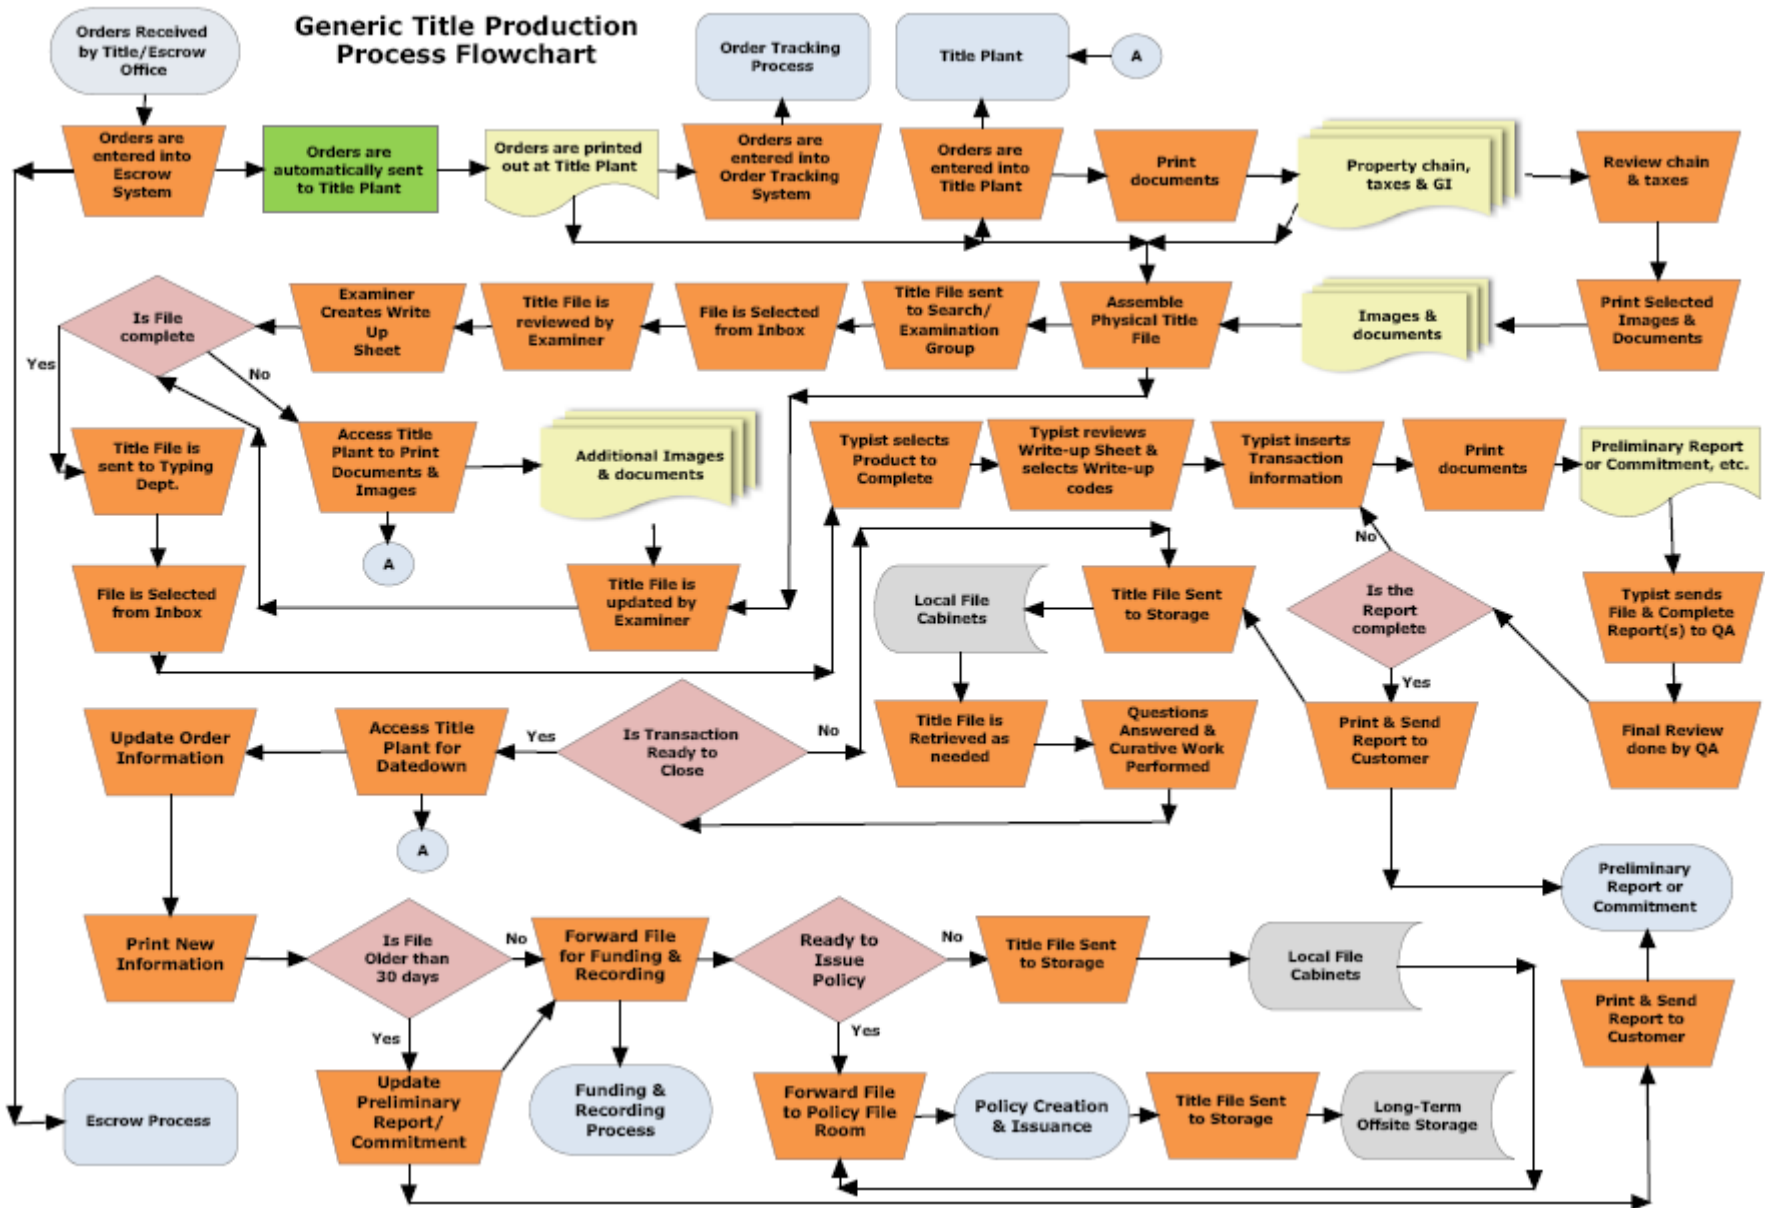 Generic Title Production
Process Flowchart
Orders Received
by Title/Escrow
Office
Order Tracking
Process
Title Plant
A
Orders are
entered into
Escrow
System
Orders are
automatically sent
to Title Plant
Orders are printed
out at Title Plant
Orders are
entered into
Order Tracking
System
Orders are
entered into
Title Plant
Print
documents
Property chain,
taxes & GI
Review chain
& taxes
Is File
complete
Examiner
Creates Write
Up
Sheet
Title File is
reviewed by
Examiner
File is Selected
from Inbox
Title File sent
to Search/
Examination
Group
Assemble
Physical Title
File
Images &
documents
Print Selected
Images &
Documents
Yes
No
Title File is
sent to Typing
Dept.
Access Title
Plant to Print
Documents &
Images
Additional Images
& documents
Typist selects
Product to
Complete
Typist reviews
Write-up Sheet &
selects Write-up
codes
Typist inserts
Transaction
information
Print
documents
Preliminary Report
or Commitment, etc.
No
A
File is Selected
from Inbox
Title File is
updated by
Examiner
Local File
Cabinets
Title File Sent
to Storage
Is the
Report
complete
Typist sends
File & Complete
Report(s) to QA
Yes
Update Order
Information
Access Title
Plant for
Datedown
Yes
Is Transaction
Ready to
Close
No
Title File is
Retrieved as
needed
Questions
Answered &
Curative Work
Performed
Print & Send
Report to
Customer
Final Review
done by QA
A
Preliminary
Report or
Commitment
Print New
Information
Is File
Older than
30 days
No
Forward File
for Funding &
Recording
Ready to
Issue
Policy
No
Title File Sent
to Storage
Local File
Cabinets
Print & Send
Report to
Customer
Yes
Yes
Escrow Process
Update
Preliminary
Report/
Commitment
Funding &
Recording
Process
Forward File
to Policy File
Room
Policy Creation
& Issuance
Title File Sent
to Storage
Long-Term
Offsite Storage